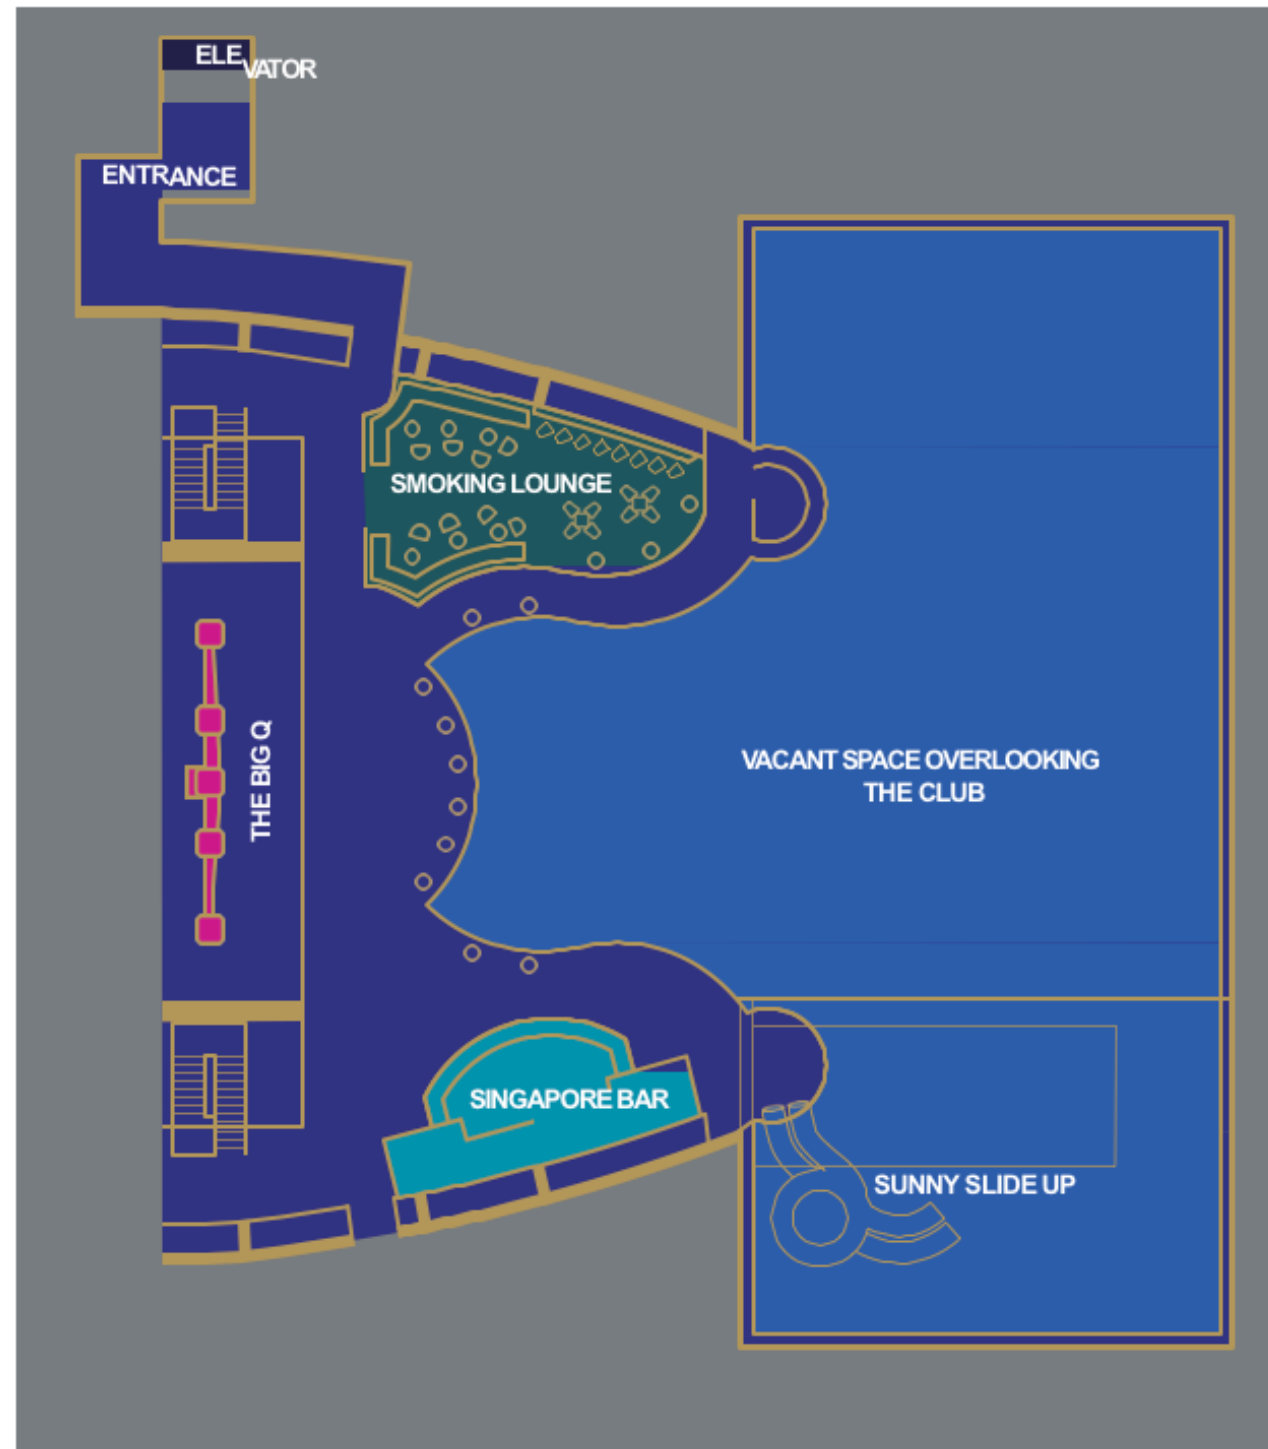 ELEVATOR
ENTRANCE
SMOKING LOUNGE
THE BIG Q
VACANT SPACE OVERLOOKING
THE CLUB
SINGAPORE BAR
SUNNY SLIDE UP